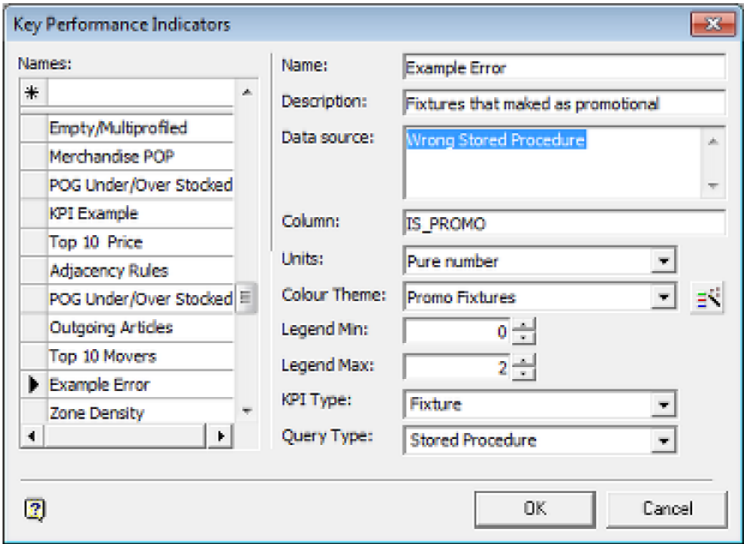 Key Performance Indicators
Names:
*
Empty/Multiprofiled
Merchandise POP
POG Under/Over Stocked
KPI Example
Top 10 Price
Adjacency Rules
POG Under/Over Stocked
Outgoing Articles
Top 10 Movers
Example Error
Zone Density
Name: Example Error
Description: Fixtures that maked as promotional
Data source: Wrong Stored Procedure
Column: IS_PROMO
Units: Pure number
Colour Theme: Promo Fixtures
Legend Min: 0
Legend Max: 2
KPI Type: Fixture
Query Type: Stored Procedure
?
OK Cancel